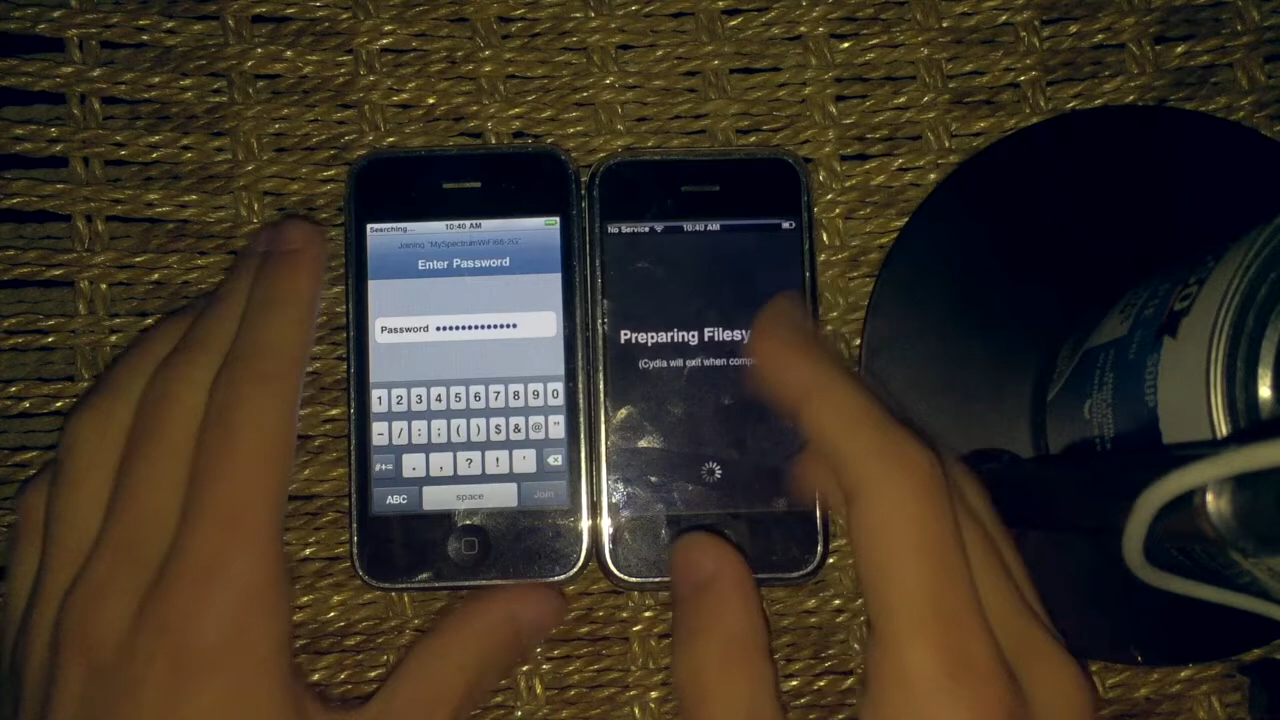 Searching... 10:40 AM
Joining "MySpectrumWiFi68-2G"
Enter Password
Password ●●●●●●●●●●●●●
1 2 3 4 5 6 7 8 9 0
- / : ; ( ) $ & @ "
#+= . , ? ! '
ABC space Join
No Service 10:40 AM
Preparing Filesy
(Cydia will exit when comp
SOUP